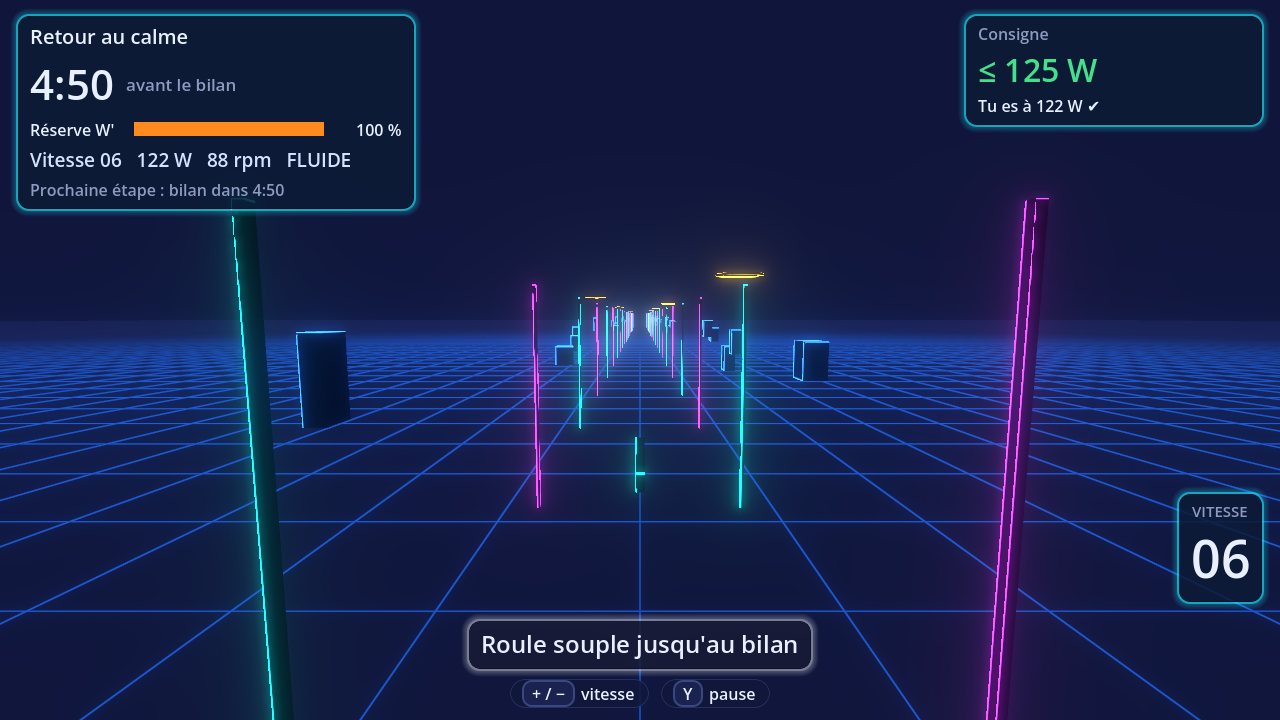 Retour au calme
4:50 avant le bilan
Réserve W' 100 %
Vitesse 06 122 W 88 rpm FLUIDE
Prochaine étape : bilan dans 4:50
Consigne
≤ 125 W
Tu es à 122 W ✔
VITESSE
06
Roule souple jusqu'au bilan
+ / − vitesse Y pause